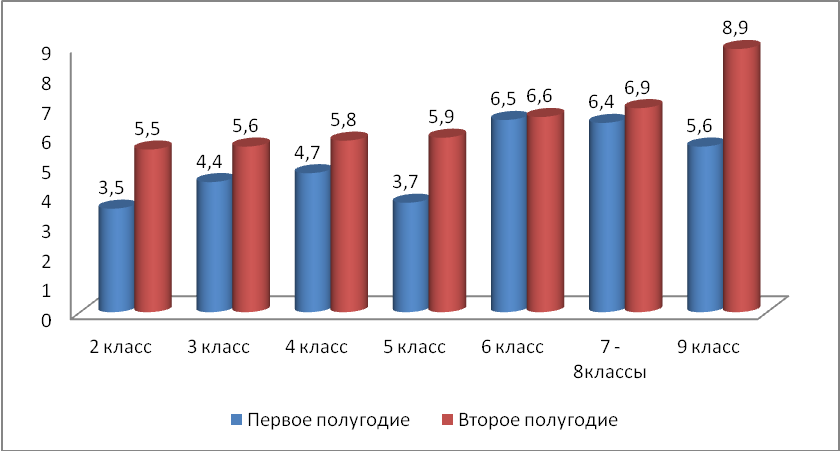 8,9
6,5 6,6 6,4 6,9
5,5 5,6 5,8 5,9 5,6
4,4 4,7
3,5 3,7
9
8
7
6
5
4
3
2
1
0
2 класс 3 класс 4 класс 5 класс 6 класс 7 - 9 класс
8классы
Первое полугодие Второе полугодие